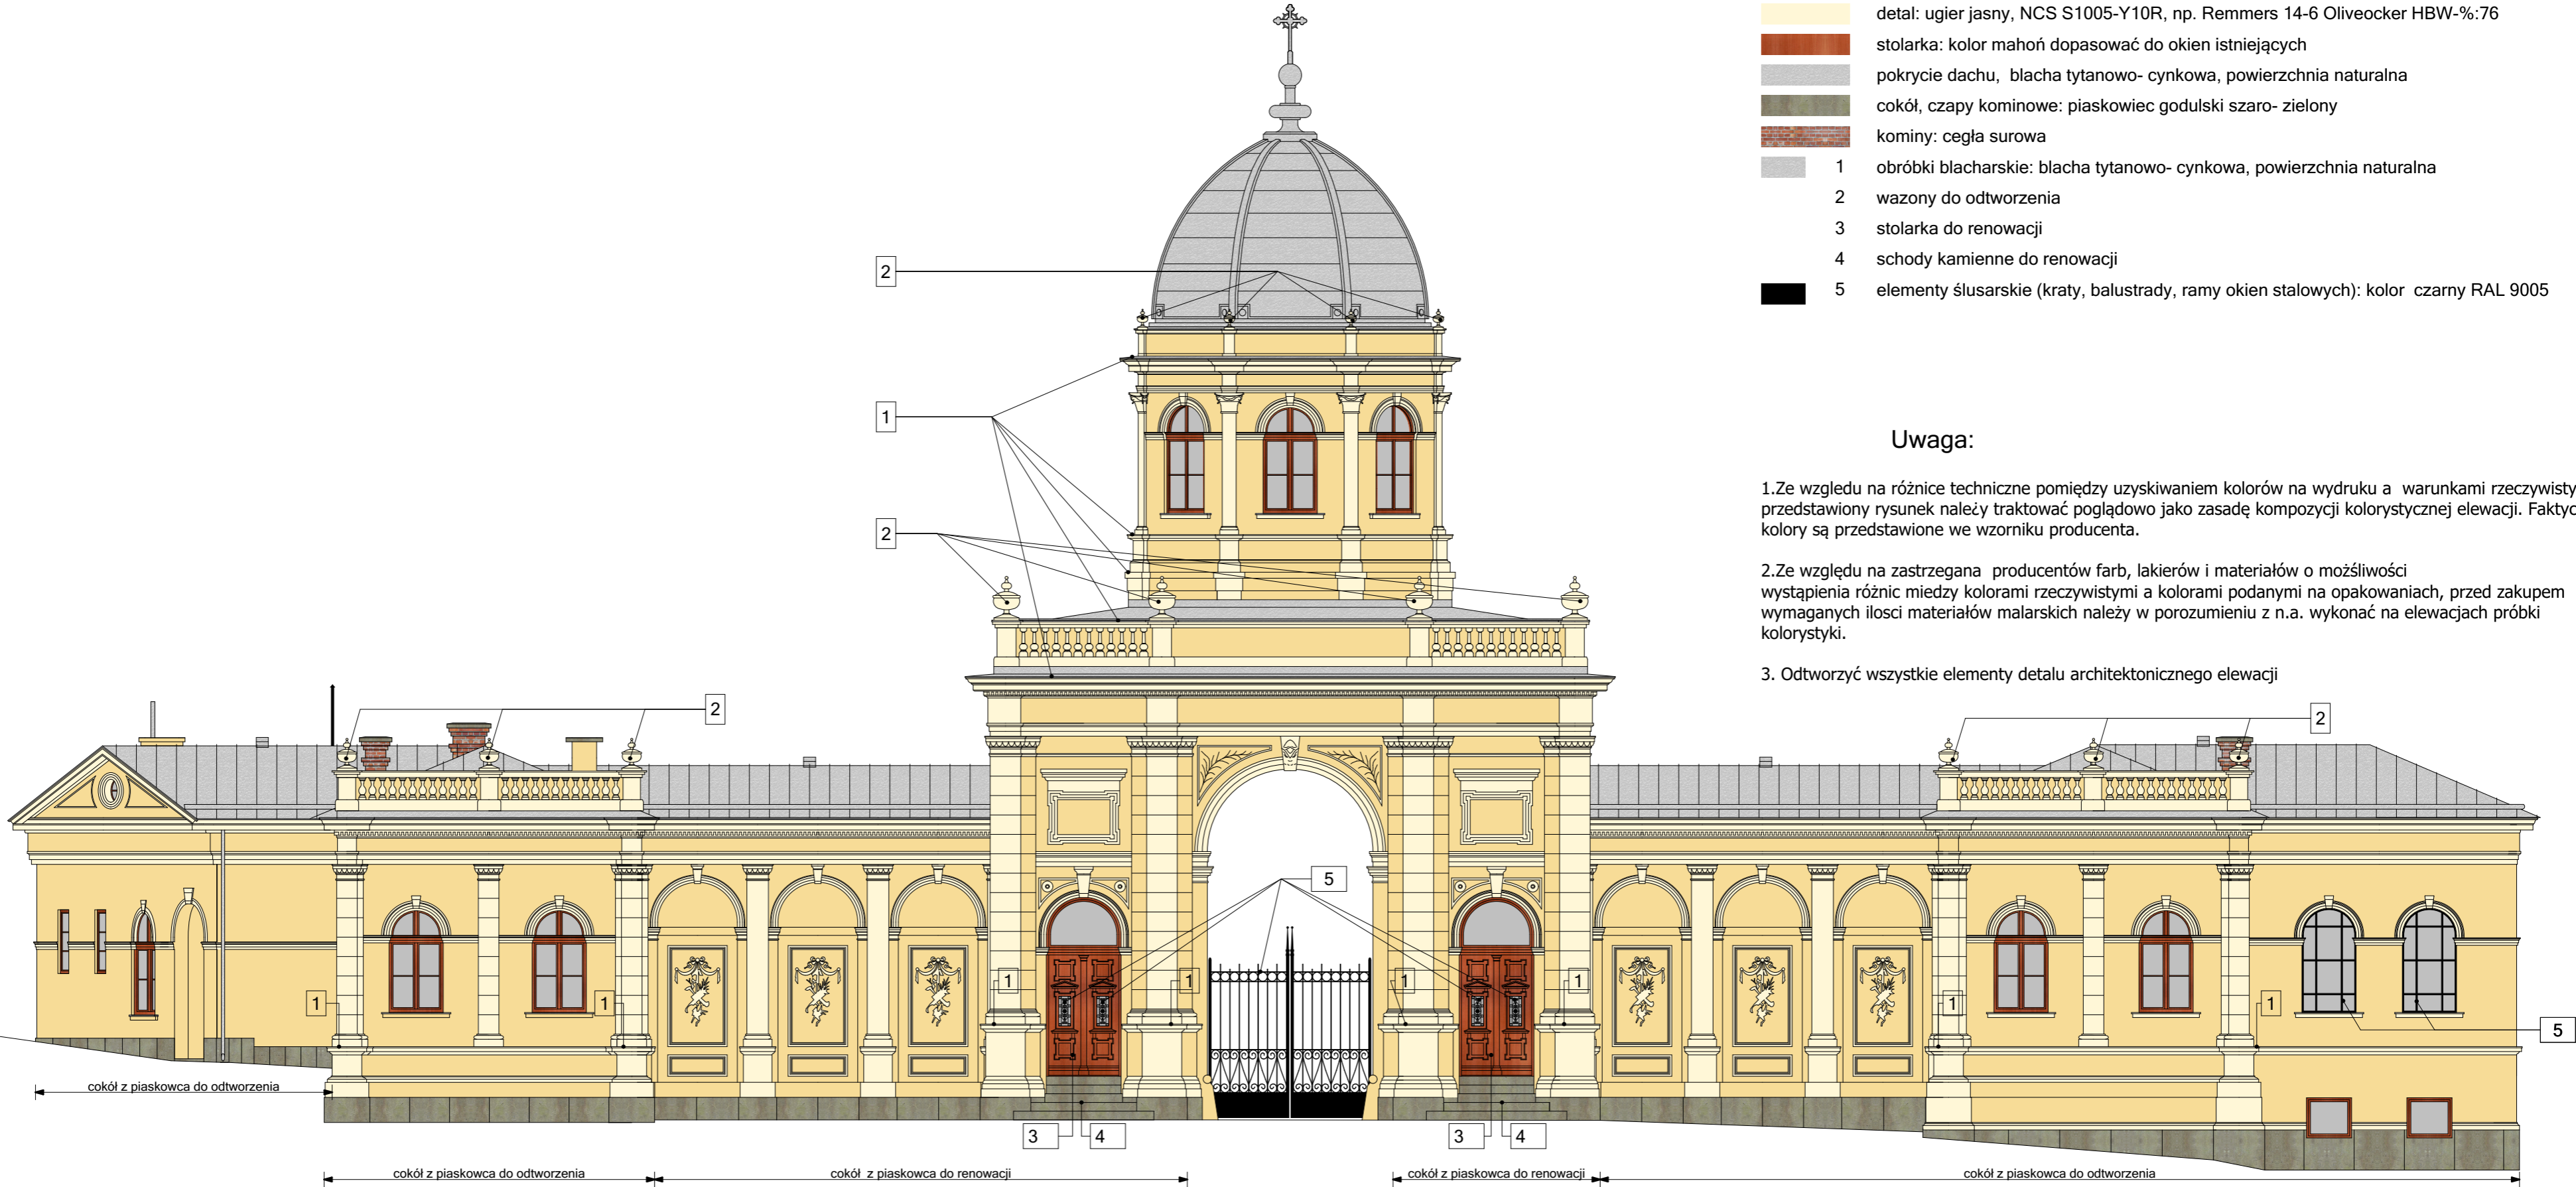 detal: ugier jasny, NCS S1005-Y10R, np. Remmers 14-6 Oliveocker HBW-%:76
stolarka: kolor mahoń dopasować do okien istniejących
pokrycie dachu, blacha tytanowo- cynkowa, powierzchnia naturalna
cokół, czapy kominowe: piaskowiec godulski szaro- zielony
kominy: cegła surowa
1 obróbki blacharskie: blacha tytanowo- cynkowa, powierzchnia naturalna
2 wazony do odtworzenia
3 stolarka do renowacji
4 schody kamienne do renowacji
5 elementy ślusarskie (kraty, balustrady, ramy okien stalowych): kolor czarny RAL 9005
2
1
2
Uwaga:
1.Ze wzgledu na różnice techniczne pomiędzy uzyskiwaniem kolorów na wydruku a warunkami rzeczywisty
przedstawiony rysunek nale¿y traktować poglądowo jako zasadę kompozycji kolorystycznej elewacji. Faktyc
kolory są przedstawione we wzorniku producenta.
2.Ze względu na zastrzegana producentów farb, lakierów i materiałów o możśliwości
wystąpienia różnic miedzy kolorami rzeczywistymi a kolorami podanymi na opakowaniach, przed zakupem
wymaganych ilosci materiałów malarskich należy w porozumieniu z n.a. wykonać na elewacjach próbki
kolorystyki.
3. Odtworzyć wszystkie elementy detalu architektonicznego elewacji
2
2
5
1
1
1
1
1
1
1
1
5
cokół z piaskowca do odtworzenia
3
4
3
4
cokół z piaskowca do odtworzenia
cokół z piaskowca do renowacji
cokół z piaskowca do renowacji
cokół z piaskowca do odtworzenia